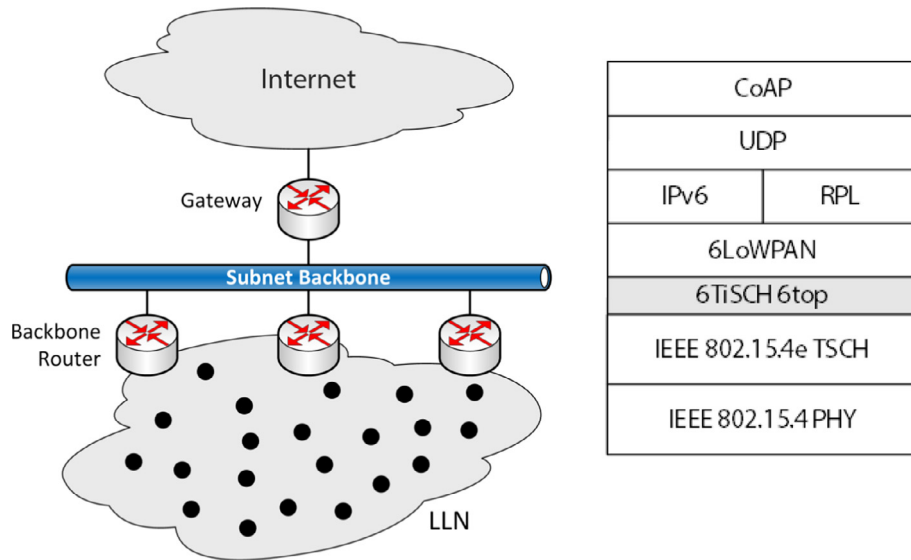 Internet
Gateway
Subnet Backbone
Backbone
Router
LLN
CoAP
UDP
IPv6
RPL
6LoWPAN
6TiSCH 6top
IEEE 802.15.4e TSCH
IEEE 802.15.4 PHY